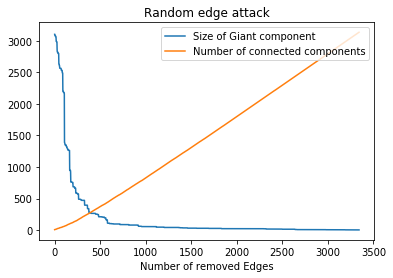 Random edge attack
Size of Giant component
Number of connected components
3000
2500
2000
1500
1000
500
0
0 500 1000 1500 2000 2500 3000 3500
Number of removed Edges